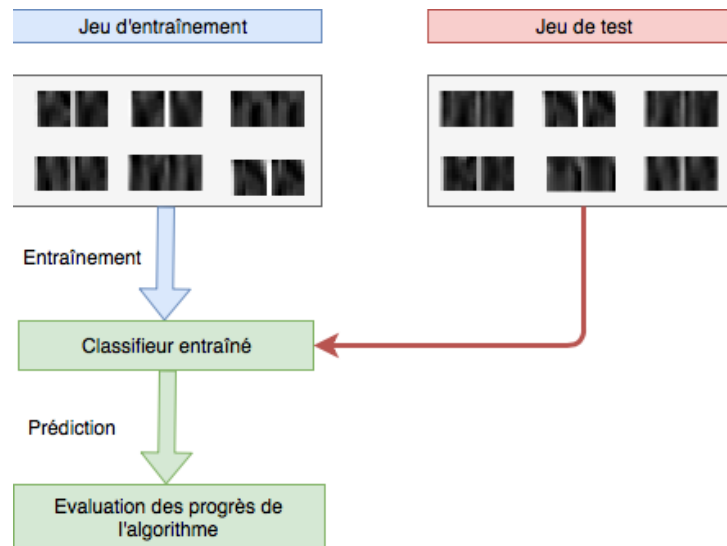 Jeu d'entraînement
Jeu de test
Entraînement
Classifieur entraîné
Prédiction
Evaluation des progrès de
l'algorithme